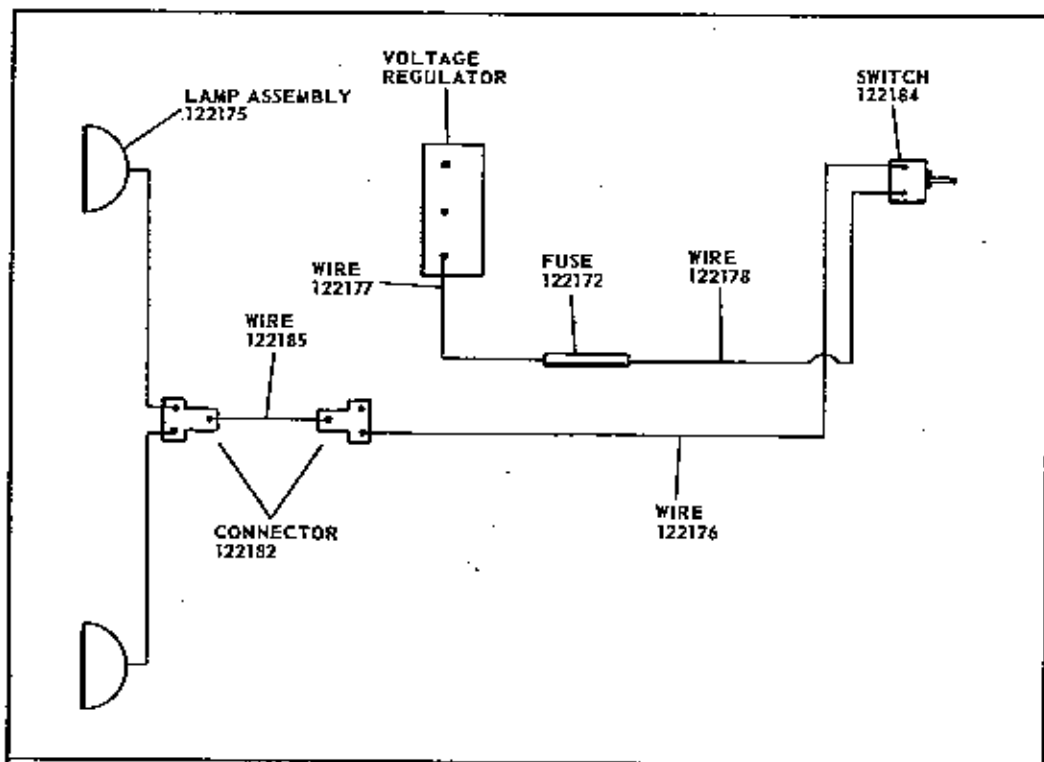 VOLTAGE
REGULATOR
SWITCH
122184
LAMP ASSEMBLY
122175
WIRE
122177
FUSE
122172
WIRE
122178
WIRE
122185
CONNECTOR
122182
WIRE
122176